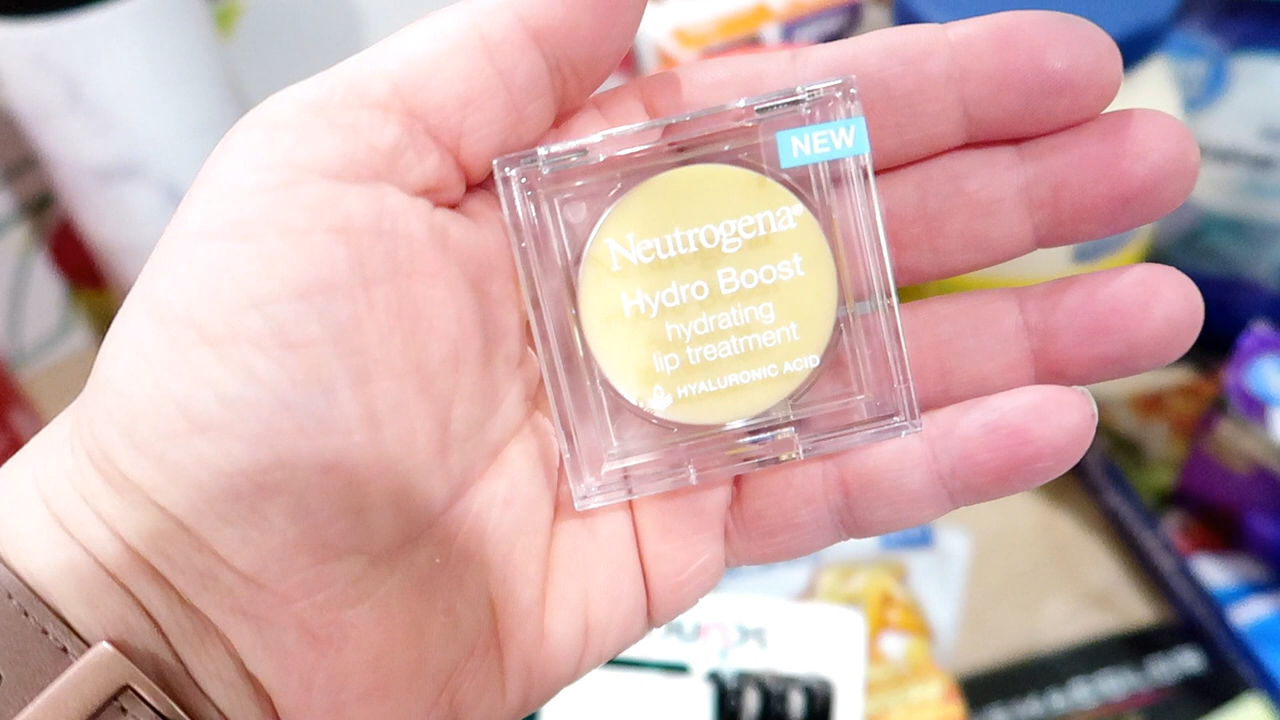 NEW
Neutrogena®
Hydro Boost
hydrating
lip treatment
HYALURONIC ACID